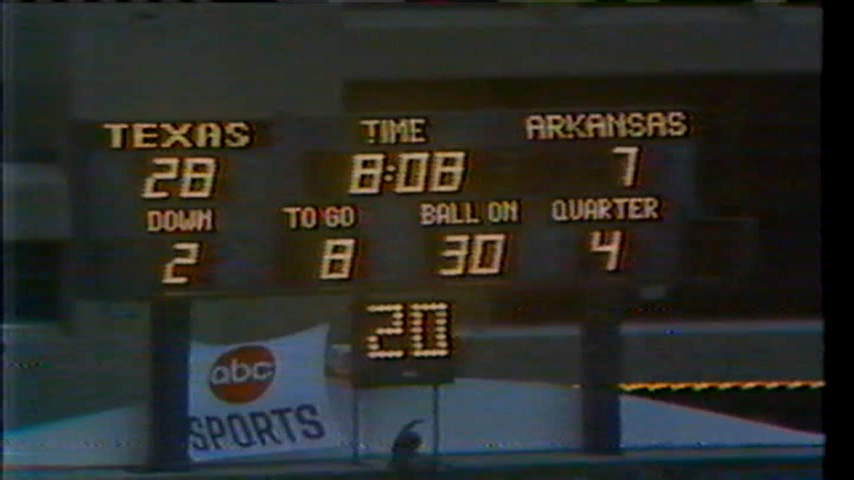 TEXAS TIME ARKANSAS
28 8:08 7
DOWN TO GO BALL ON QUARTER
2 8 30 4
20
abc
SPORTS